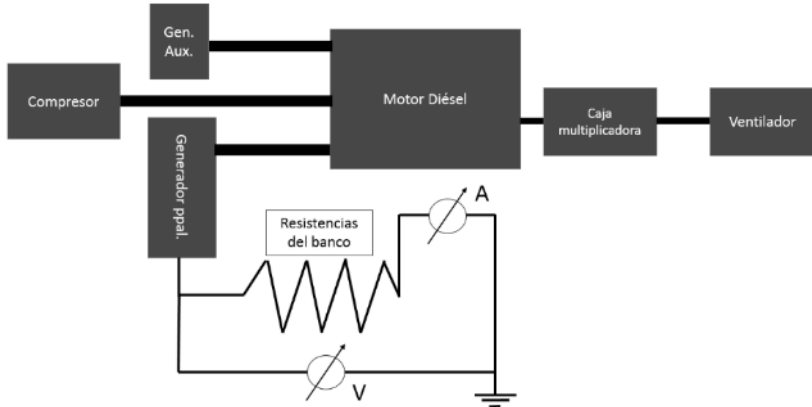 Gen.
Aux.
Compresor
Motor Diésel
Caja
multiplicadora
Ventilador
Generador ppal.
Resistencias
del banco
A
V